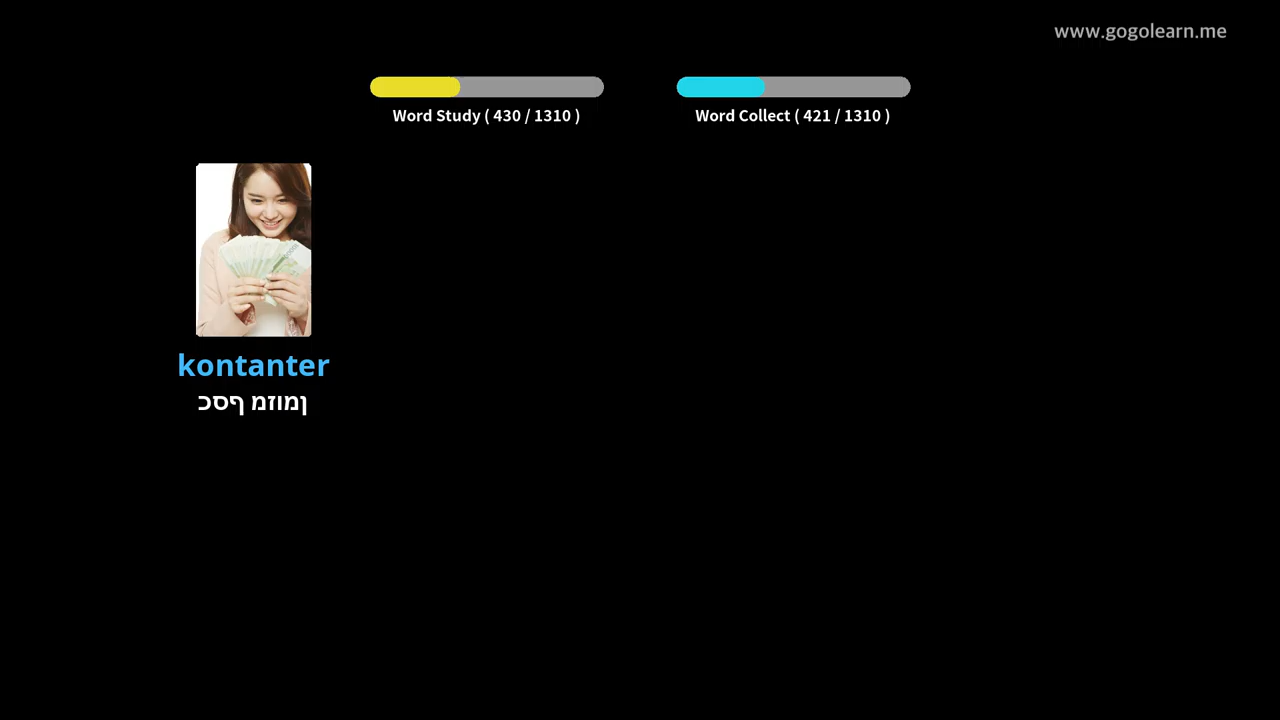 www.gogolearn.me
Word Study ( 430 / 1310 )
Word Collect ( 421 / 1310 )
kontanter
כסף מזומן